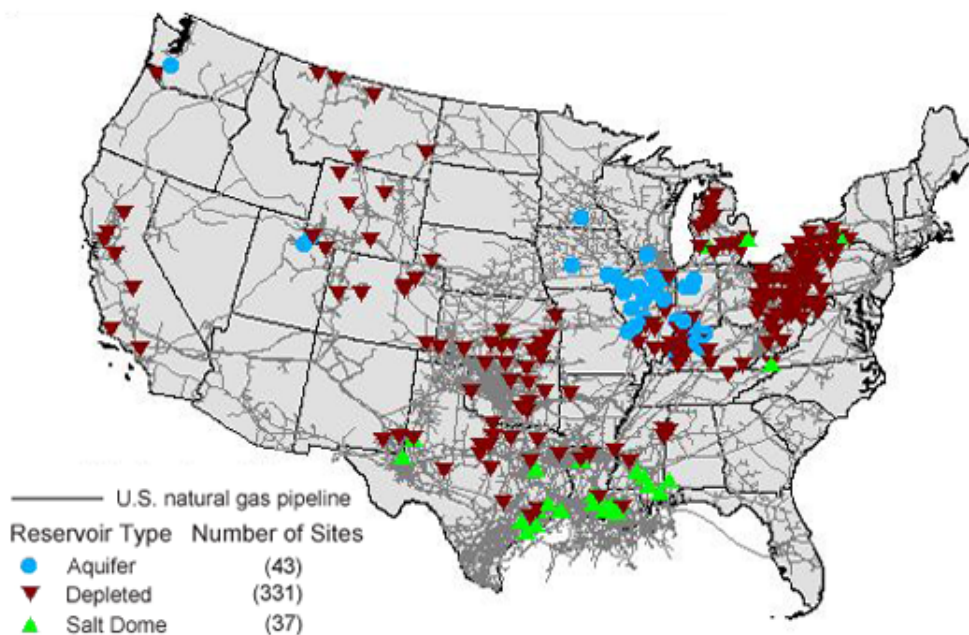 U.S. natural gas pipeline
Reservoir Type Number of Sites
Aquifer (43)
Depleted (331)
Salt Dome (37)